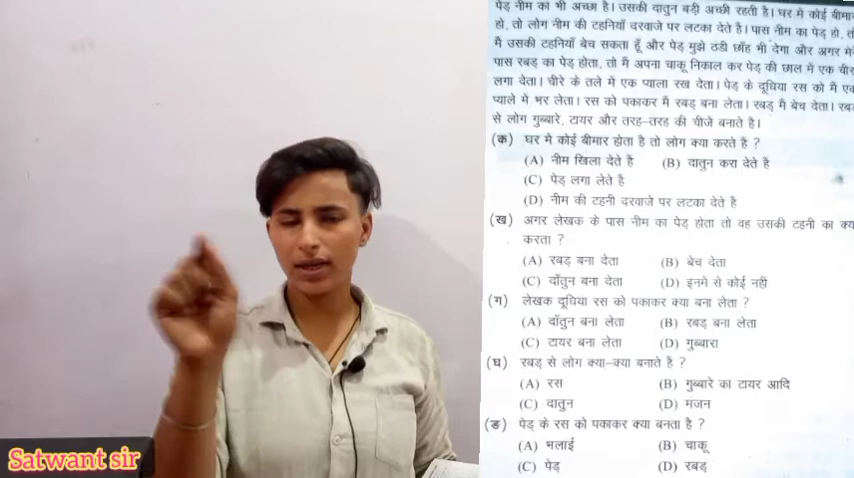 पेड़ नीम का भी अच्छा है। उसकी दातुन बड़ी अच्छी रहती है। घर मे कोई बीमार
हो, तो लोग नीम की टहनियाँ दरवाजे पर लटका देते है। पास नीम का पेड़ हो, तो
मै उसकी टहनियाँ बेच सकता हूँ और पेड़ मुझे ठंडी छाँह भी देगा और अगर मेरे
पास रबड़ का पेड़ होता, तो मै अपना चाकू निकाल कर पेड़ की छाल में एक चीर
लगा देता। चीरे के तले में एक प्याला रख देता। पेड़ के दूधिया रस को मै एक
प्याले में भर लेता। रस को पकाकर मैं रबड़ बना लेता। रबड़ मै बेच देता। रबड़
से लोग गुब्बारे, टायर और तरह-तरह की चीजे बनाते है।
(क) घर मे कोई बीमार होता है तो लोग क्या करते है ?
(A) नीम खिला देते है (B) दातुन करा देते है
(C) पेड़ लगा लेते है
(D) नीम की टहनी दरवाजे पर लटका देते है
(ख) अगर लेखक के पास नीम का पेड़ होता तो वह उसकी टहनी का क्य
करता ?
(A) रबड़ बना देता (B) बेच देता
(C) दाँतुन बना देता (D) इनमे से कोई नही
(ग) लेखक दूधिया रस को पकाकर क्या बना लेता ?
(A) दाँतुन बना लेता (B) रबड़ बना लेता
(C) टायर बना लेता (D) गुब्बारा
(घ) रबड़ से लोग क्या-क्या बनाते है ?
(A) रस (B) गुब्बारे का टायर आदि
(C) दातुन (D) मंजन
(ङ) पेड़ के रस को पकाकर क्या बनता है ?
(A) भलाई (B) चाकू
(C) पेड़ (D) रबड़
Satwant sir